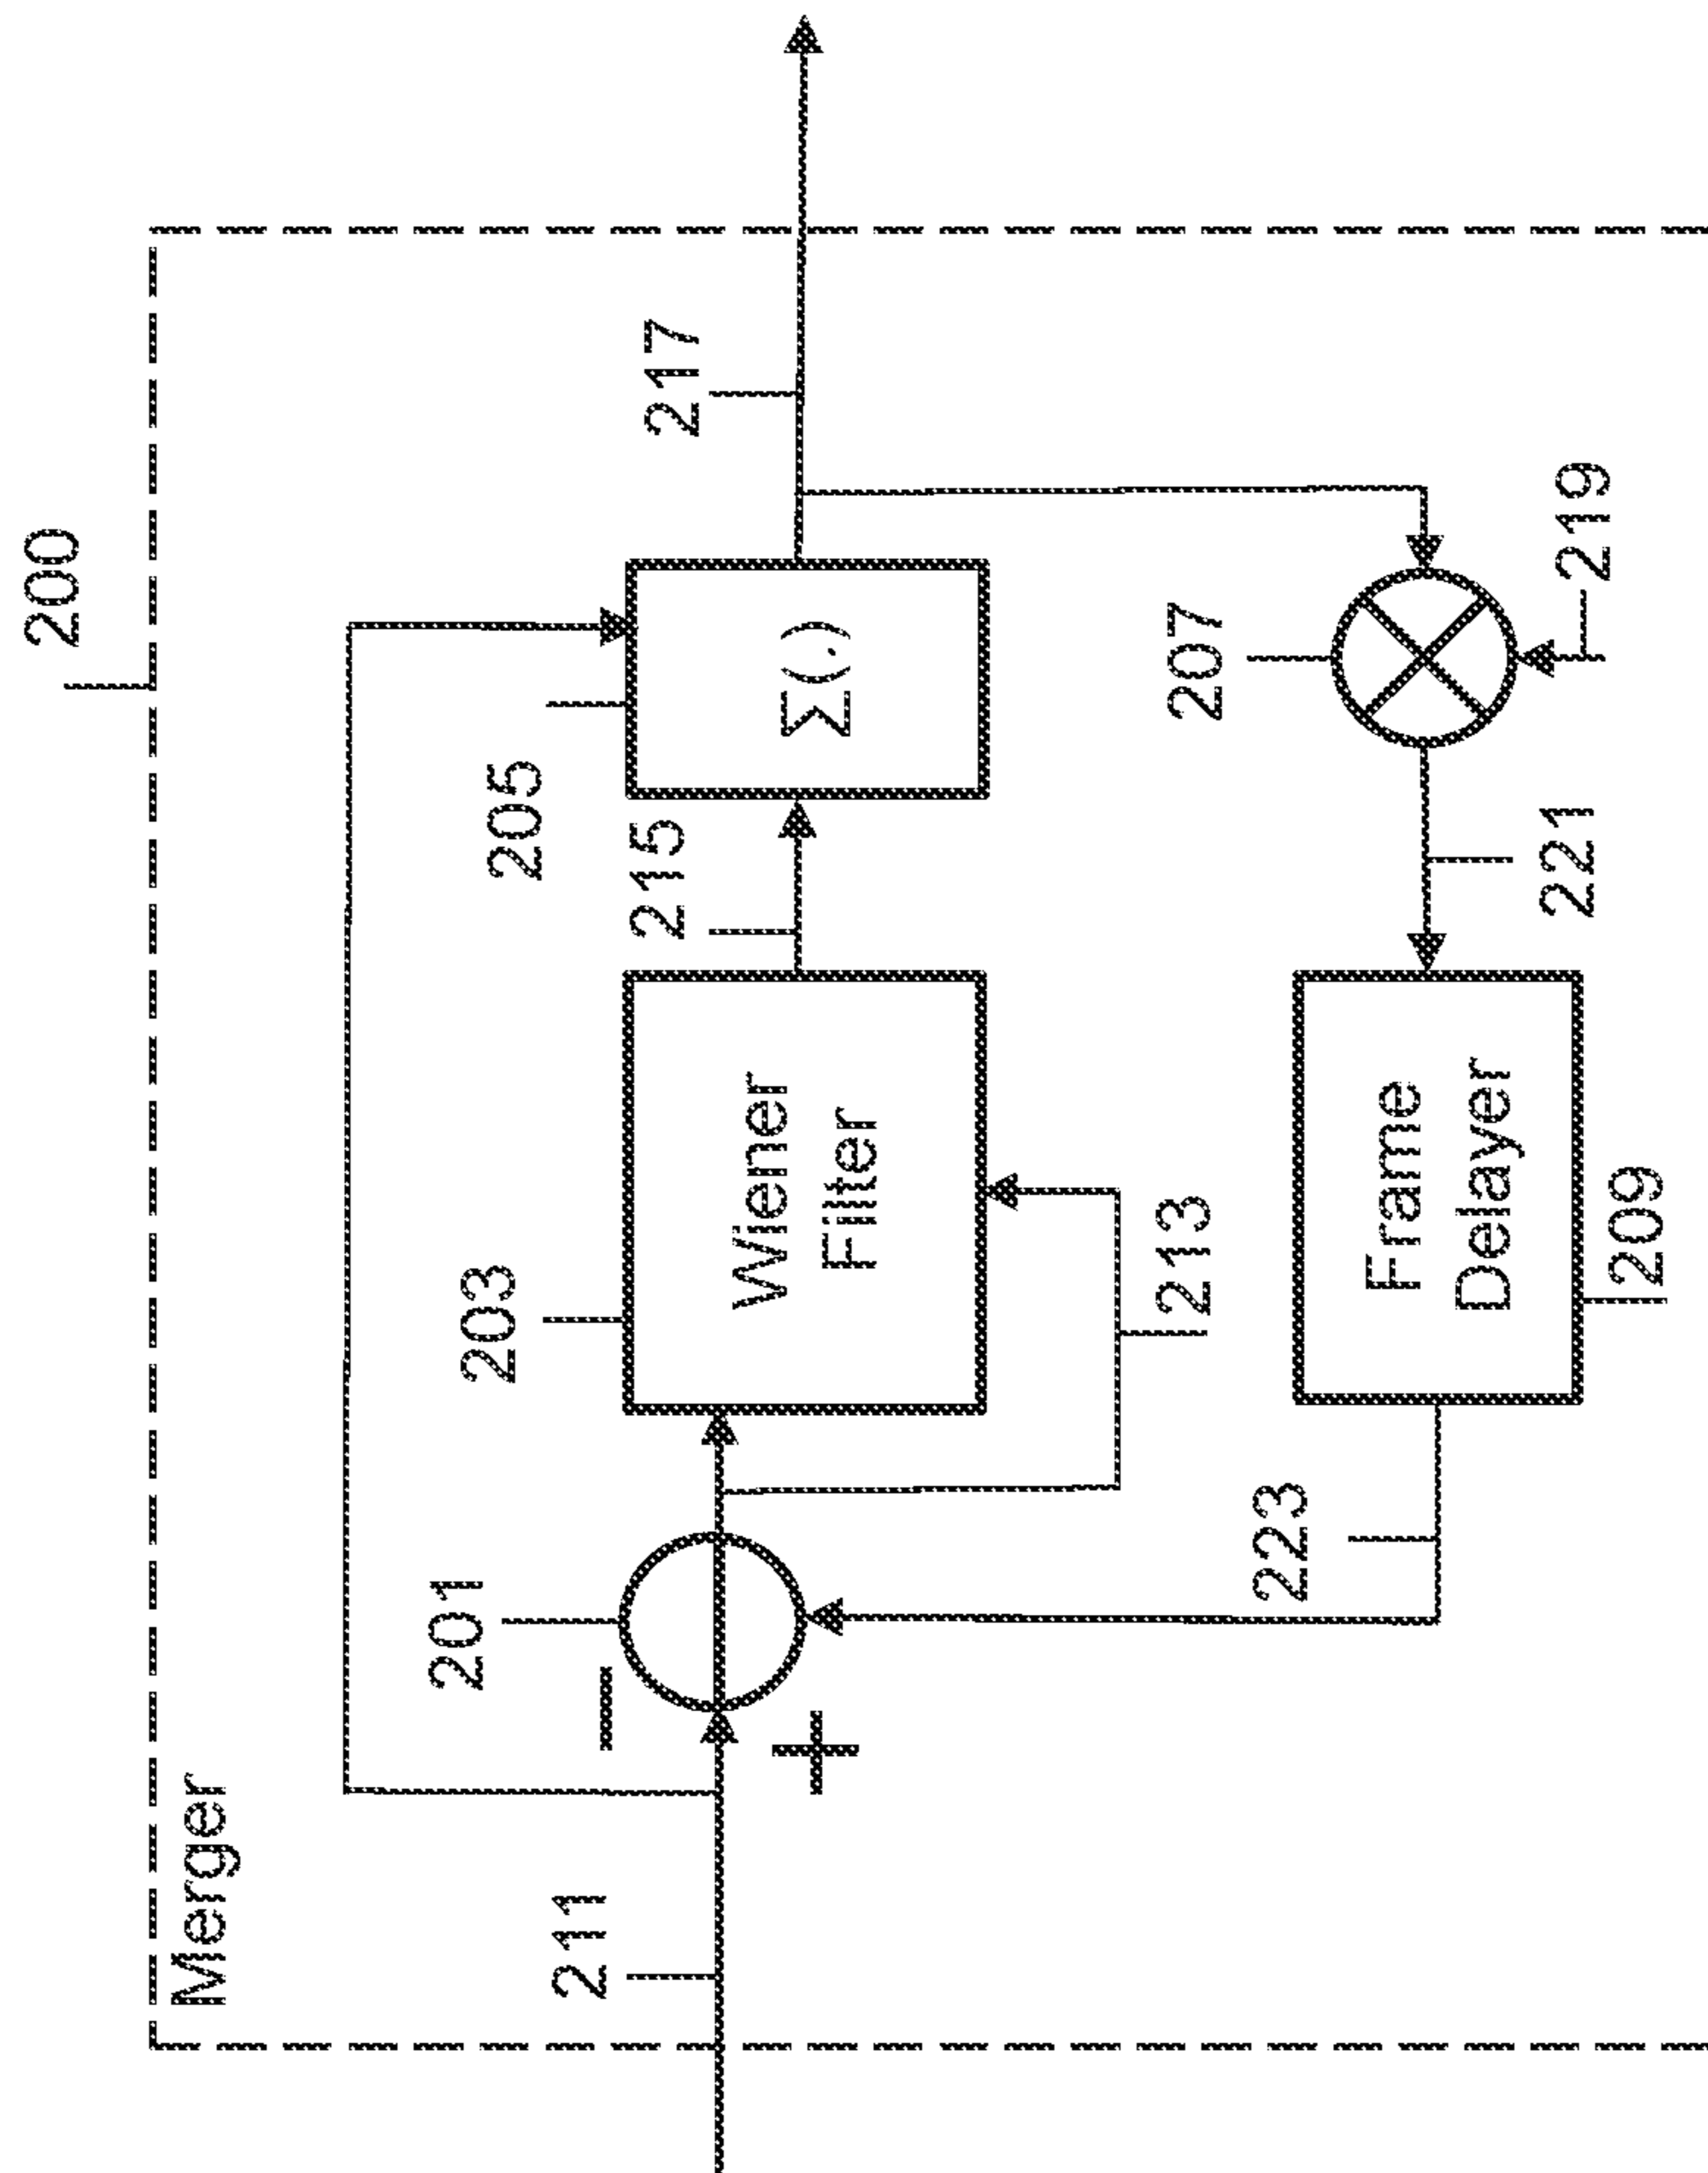 200
Merger
201
203
205
211
−
215
217
Wiener
Filter
Σ(.)
+
213
207
223
Frame
Delayer
221
219
209